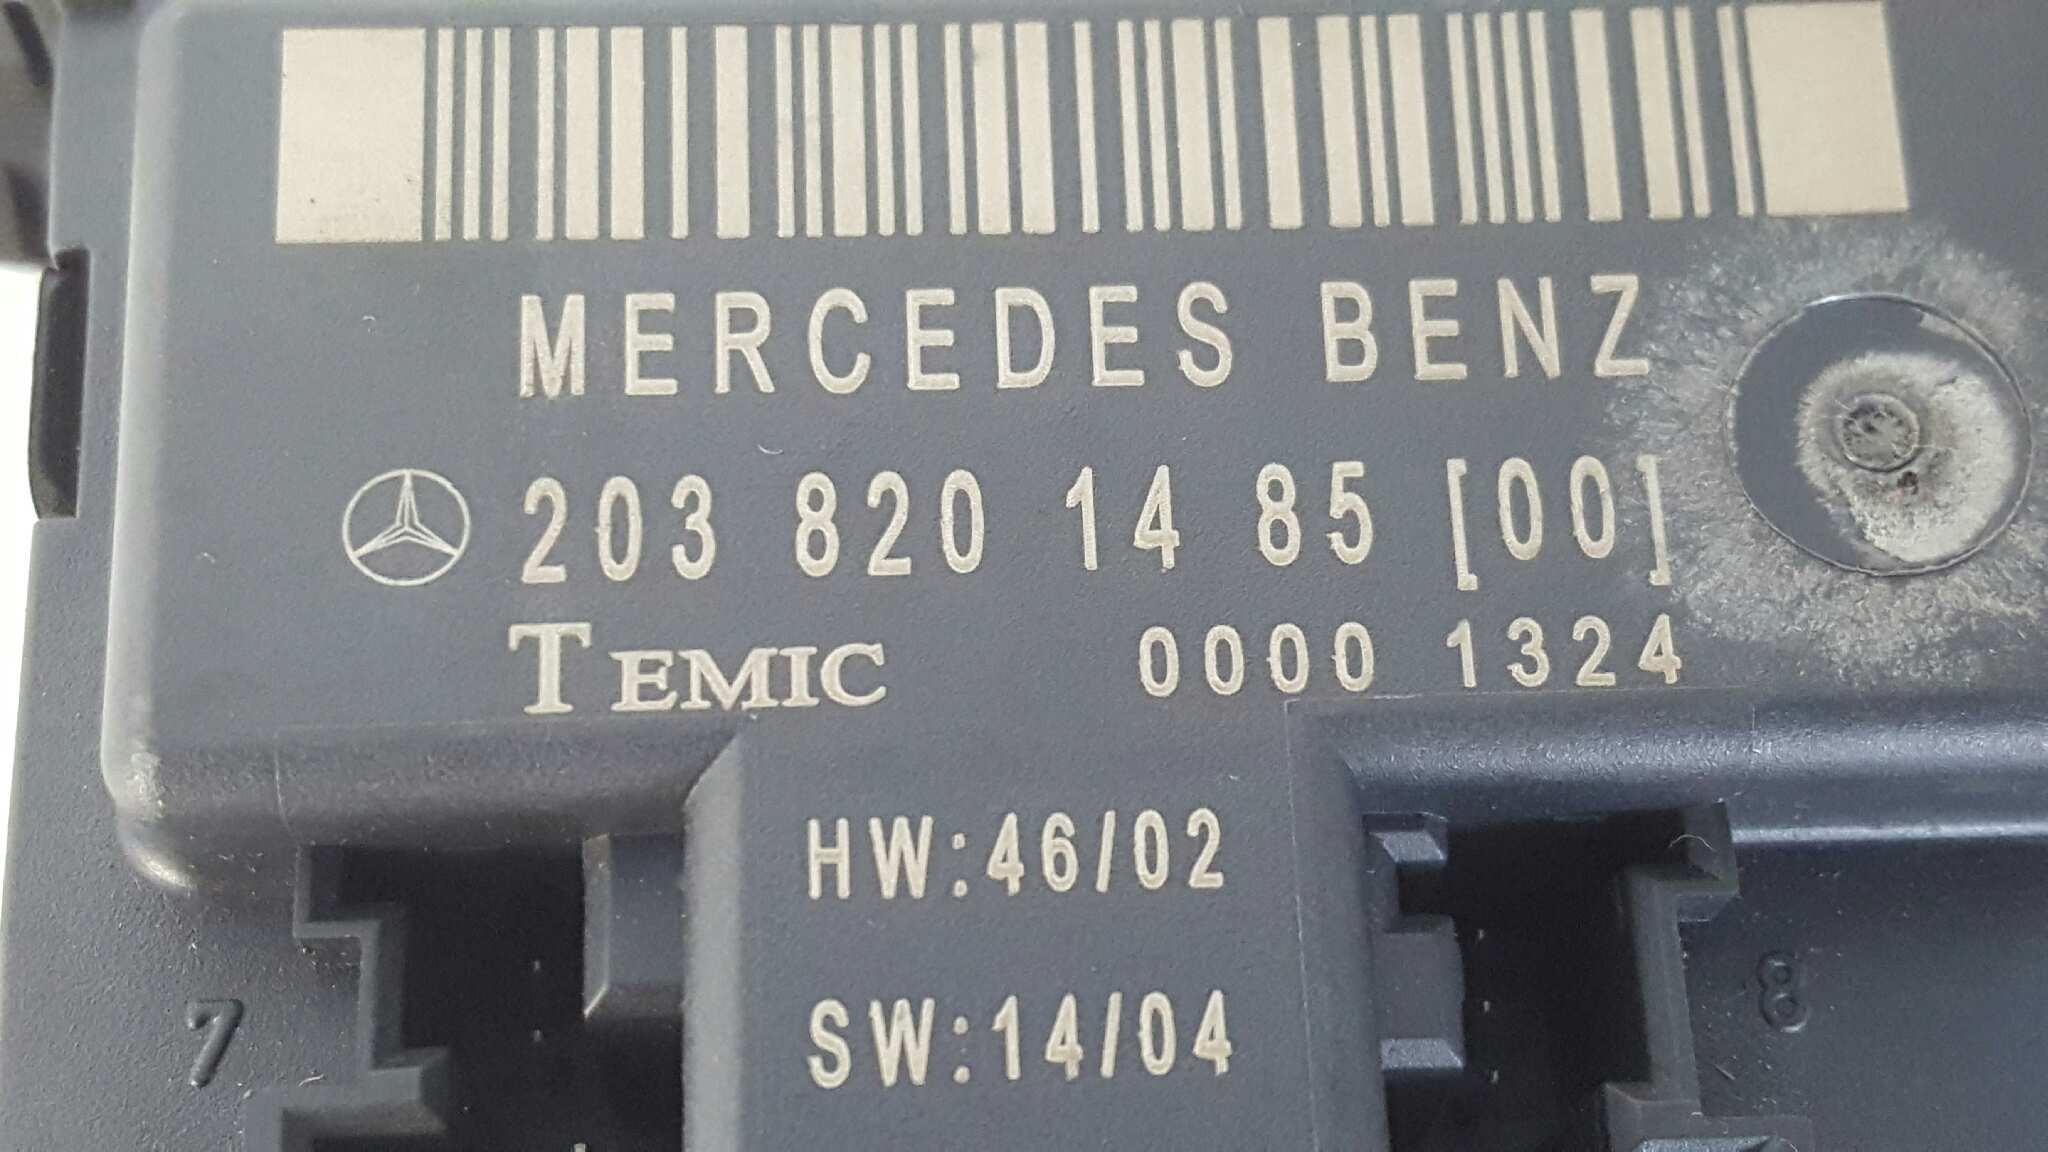 MERCEDES BENZ
203 820 14 85 [00]
TEMIC 0000 1324
HW:46/02
SW:14/04
7 8